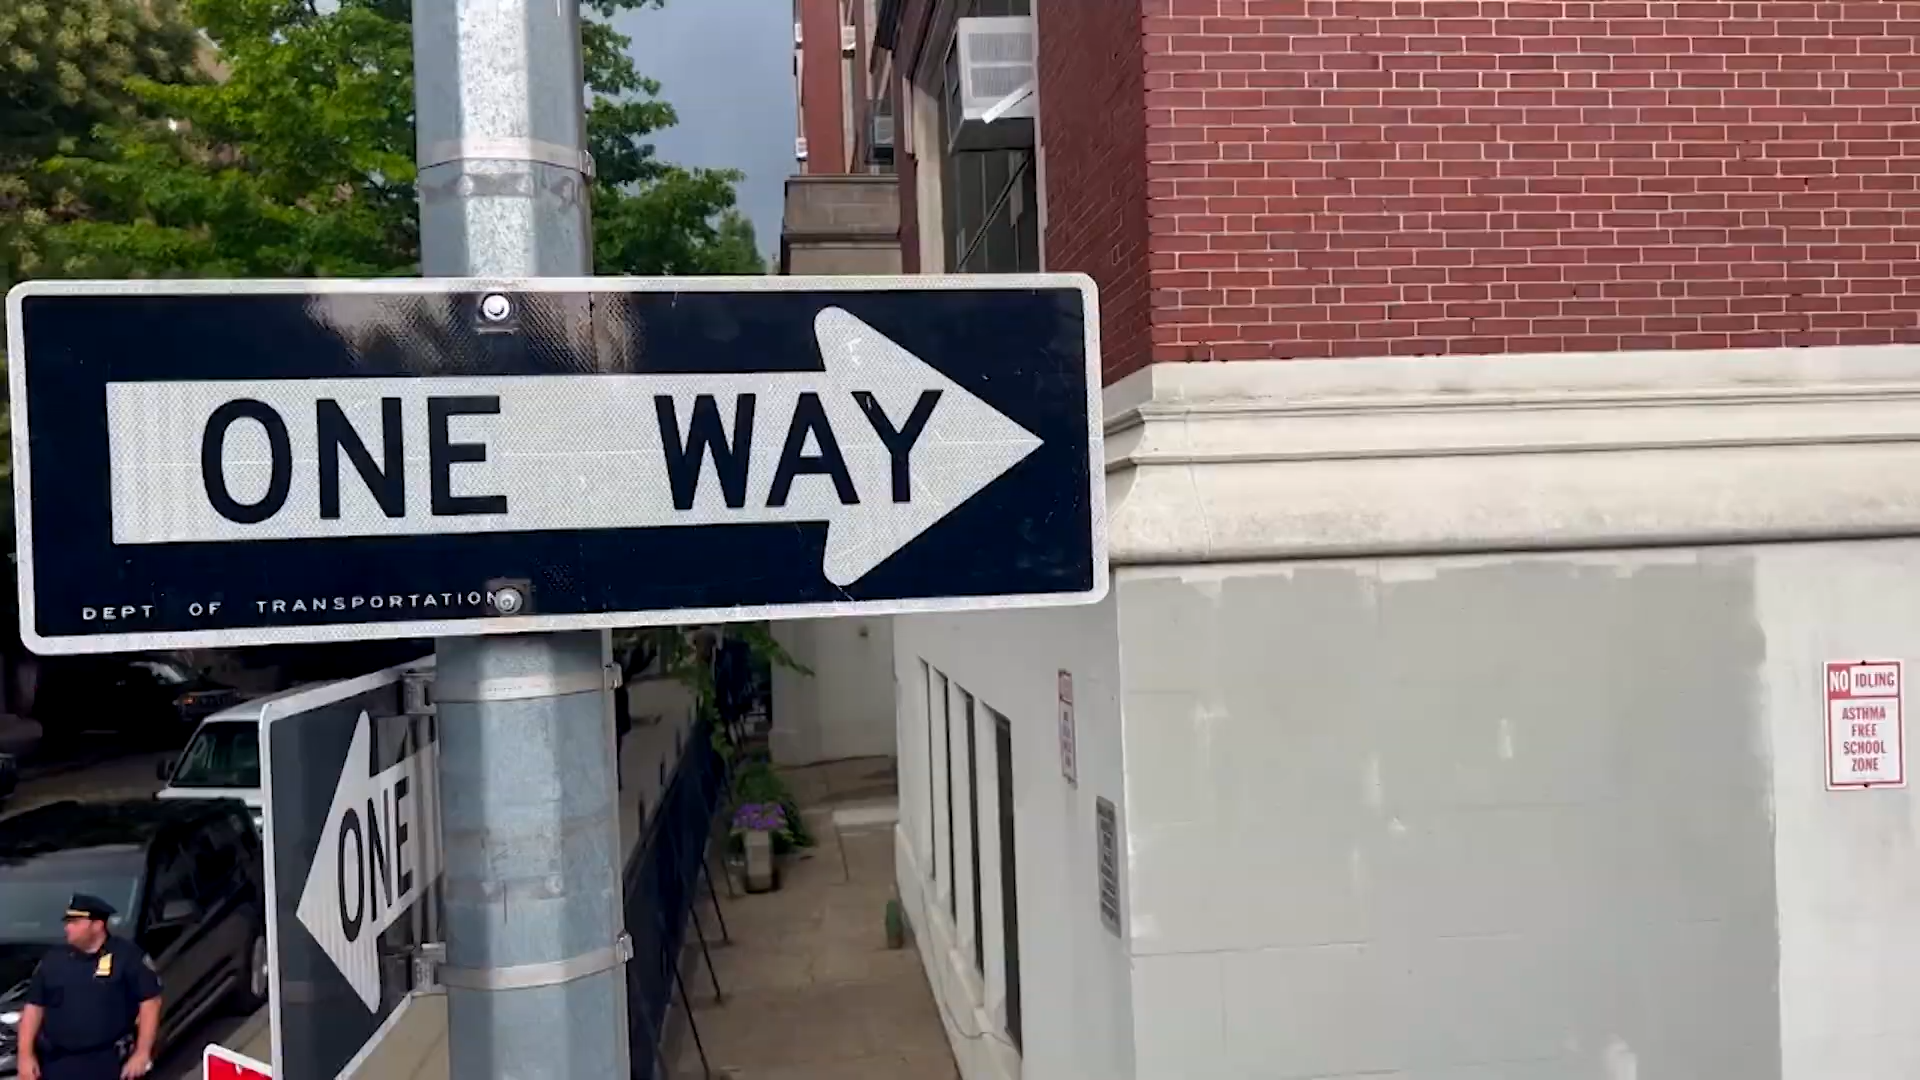 ONE WAY
DEPT OF TRANSPORTATION
ONE
NO IDLING
ASTHMA
FREE
SCHOOL
ZONE